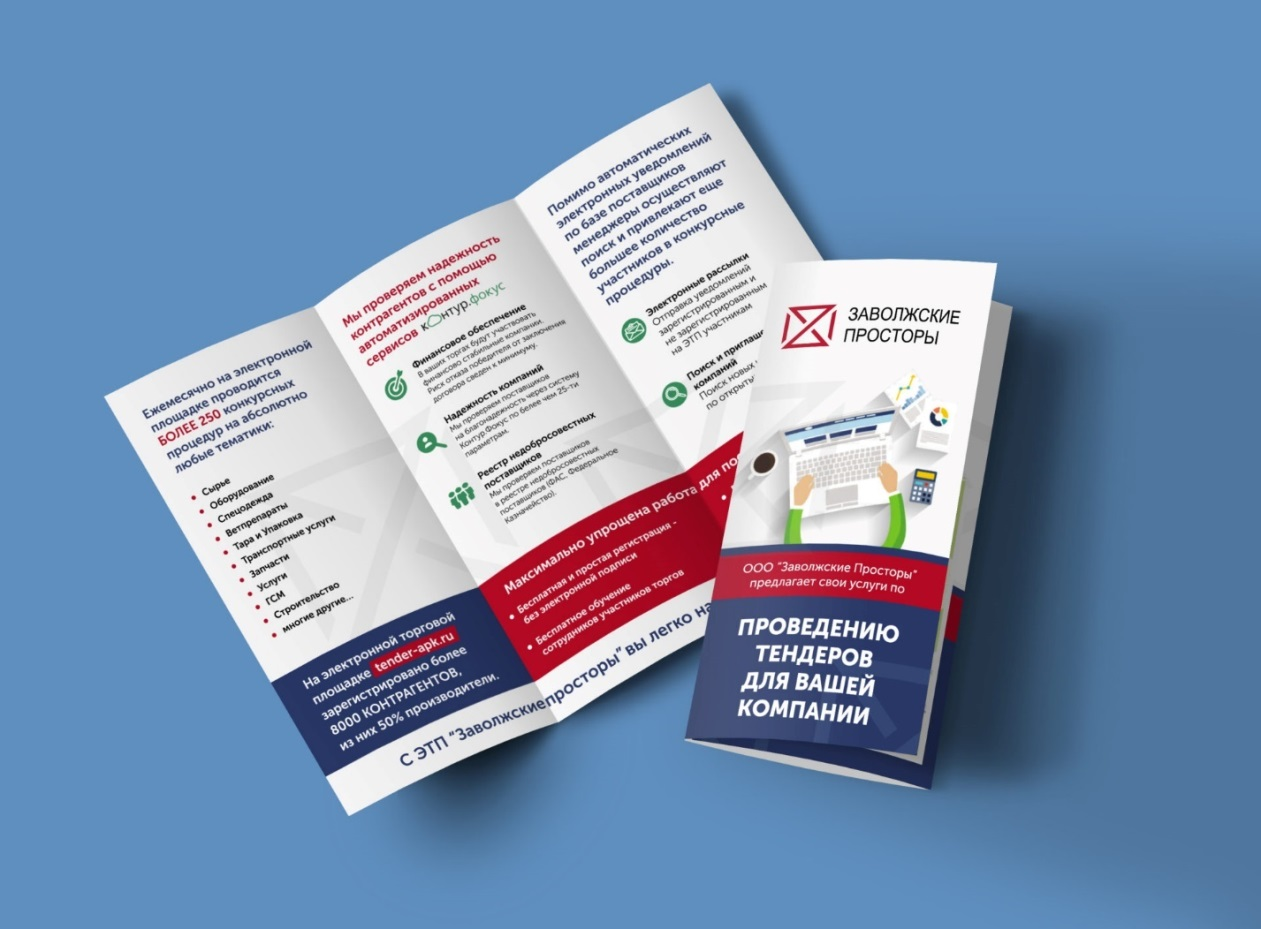 Ежемесячно на электронной
площадке проводится
БОЛЕЕ 250 конкурсных
процедур на абсолютно
любые тематики:
• Сырье
• Оборудование
• Спецодежда
• Ветпрепараты
• Тара и Упаковка
• Транспортные услуги
• Запчасти
• Услуги
• ГСМ
• Строительство
• многие другие...
На электронной торговой
площадке tender-apk.ru
зарегистрировано более
8000 КОНТРАГЕНТОВ,
из них 50% производители.
Мы проверяем надежность
контрагентов с помощью
автоматизированных
сервисов контур.фокус
Финансовое обеспечение
В ваших торгах будут участвовать
финансово стабильные компании.
Риск отказа победителя от заключения
договора сведен к минимуму.
Надежность компаний
Мы проверяем поставщиков
на благонадежность через систему
Контур.Фокус по более чем 25-ти
параметрам.
Реестр недобросовестных
поставщиков
Мы проверяем поставщиков
в реестре недобросовестных
поставщиков (ФАС, Федеральное
Казначейство).
Помимо автоматических
электронных уведомлений
по базе поставщиков
менеджеры осуществляют
поиск и привлекают еще
большее количество
участников в конкурсные
процедуры.
Электронные рассылки
Отправка уведомлений
зарегистрированным и
не зарегистрированным
на ЭТП участникам
Поиск и приглаш
компаний
Поиск новых
по открыты
Максимально упрощена работа для по
• Бесплатная и простая регистрация -
без электронной подписи
• Бесплатное обучение
сотрудников участников торгов
С ЭТП "Заволжские просторы" вы легко на
ЗАВОЛЖСКИЕ
ПРОСТОРЫ
ООО "Заволжские Просторы"
предлагает свои услуги по
ПРОВЕДЕНИЮ
ТЕНДЕРОВ
ДЛЯ ВАШЕЙ
КОМПАНИИ